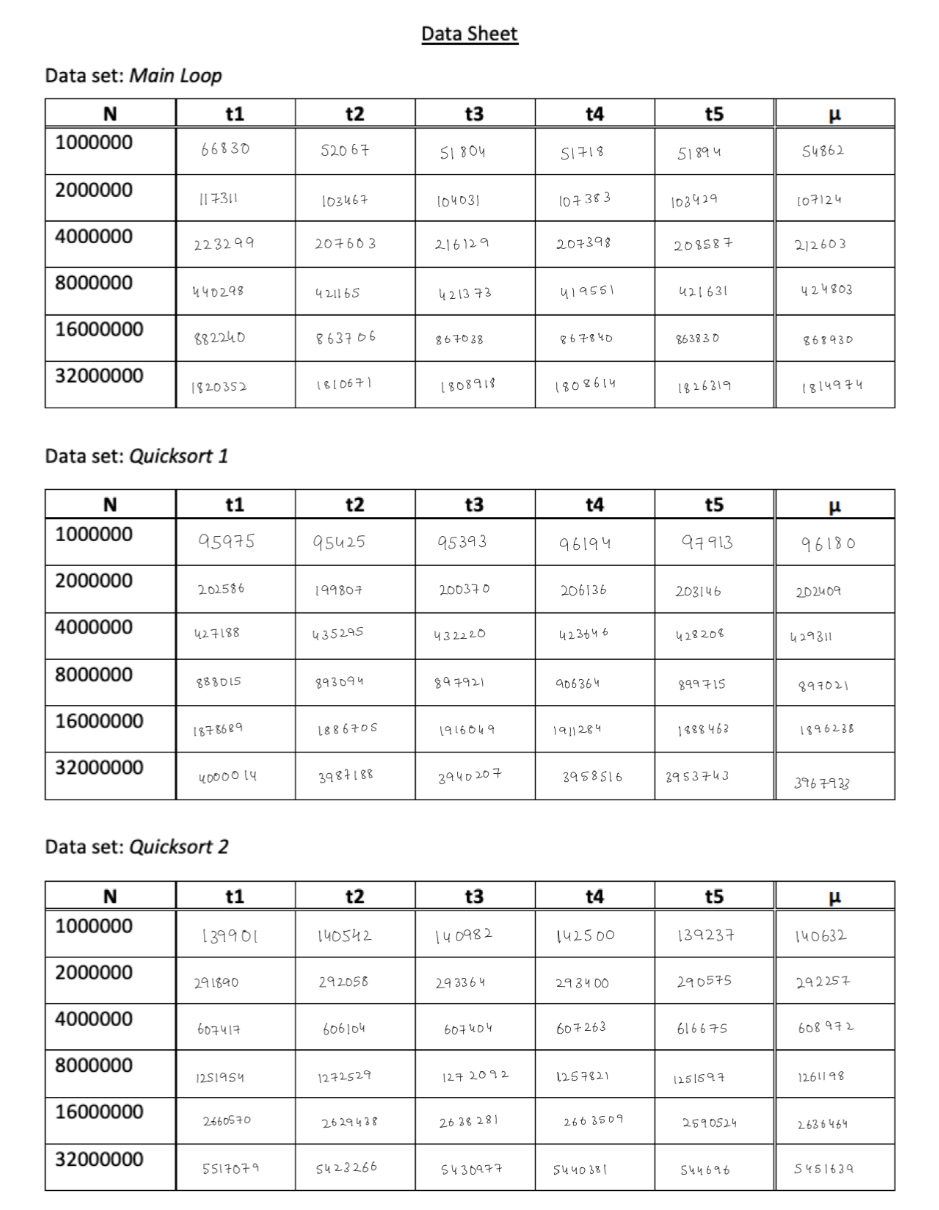 Data Sheet
Data set: Main Loop
N t1 t2 t3 t4 t5 μ
1000000 66830 52067 51804 51718 51894 54862
2000000 117311 103467 104031 107383 103429 107124
4000000 223299 207603 216129 207398 208587 212603
8000000 440298 421165 421373 419551 421631 424803
16000000 882240 863706 867038 867840 863830 868930
32000000 1820352 1810671 1808918 1808614 1826319 1814974
Data set: Quicksort 1
N t1 t2 t3 t4 t5 μ
1000000 95975 95425 95393 96194 97913 96180
2000000 202586 199807 200370 206136 203146 202409
4000000 427188 435295 432220 423646 428208 429311
8000000 888015 893094 897921 906364 899715 897021
16000000 1878689 1886705 1916049 1911284 1888463 1896238
32000000 4000014 3987188 3940207 3958516 3953743 3967933
Data set: Quicksort 2
N t1 t2 t3 t4 t5 μ
1000000 139901 140542 140982 142500 139237 140632
2000000 291890 292058 293364 293400 290575 292257
4000000 607417 606104 607404 607263 616675 608972
8000000 1251954 1272529 1272092 1257821 1251597 1261198
16000000 2660570 2629438 2638281 2663509 2590524 2636464
32000000 5517079 5423266 5430977 5440381 544696 5451639